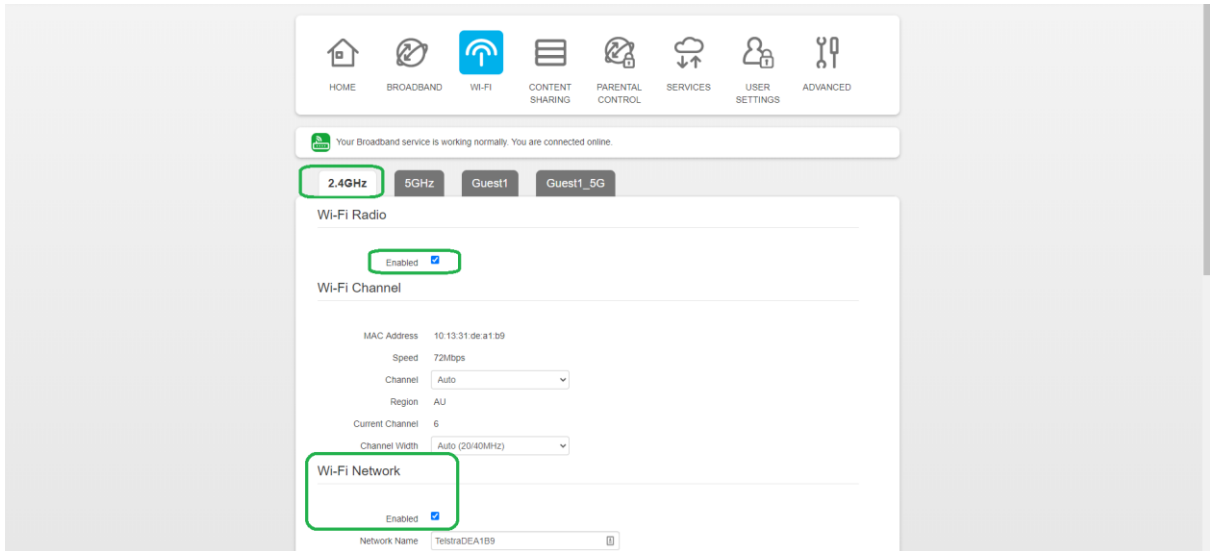 HOME BROADBAND WI-FI CONTENT SHARING PARENTAL CONTROL SERVICES USER SETTINGS ADVANCED
Your Broadband service is working normally. You are connected online.
2.4GHz 5GHz Guest1 Guest1_5G
Wi-Fi Radio
Enabled
Wi-Fi Channel
MAC Address 10:13:31:de:a1:b9
Speed 72Mbps
Channel Auto
Region AU
Current Channel 6
Channel Width Auto (20/40MHz)
Wi-Fi Network
Enabled
Network Name TelstraDEA1B9